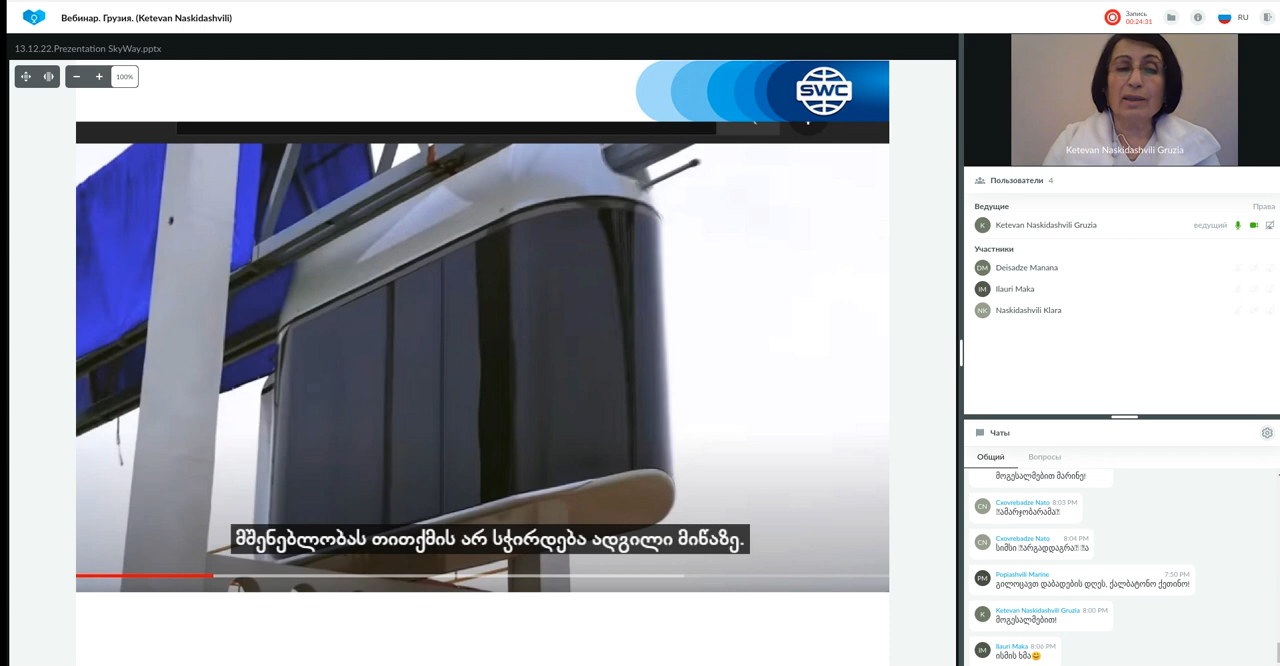 Вебинар. Грузия. (Ketevan Naskidashvili)
Запись
00:24:31
RU
13.12.22.Prezentation SkyWay.pptx
100%
SWC
მშენებლობას თითქმის არ სჭირდება ადგილი მიწაზე.
Ketevan Naskidashvili Gruzia
Пользователи 4
Ведущие Права
K Ketevan Naskidashvili Gruzia ведущий
Участники
DM Deisadze Manana
IM Ilauri Maka
NK Naskidashvili Klara
Чаты
Общий Вопросы
მოგესალმებით მარინე!
CN Cxovrebadze Nato 8:03 PM
CN Cxovrebadze Nato 8:04 PM
PM Popiashvili Marine 7:50 PM
გილოცავთ დაბადების დღეს, ქალბატონო ქეთინო!
K Ketevan Naskidashvili Gruzia 8:00 PM
მოგესალმებით!
IM Ilauri Maka 8:06 PM
ისმის ხმა😊